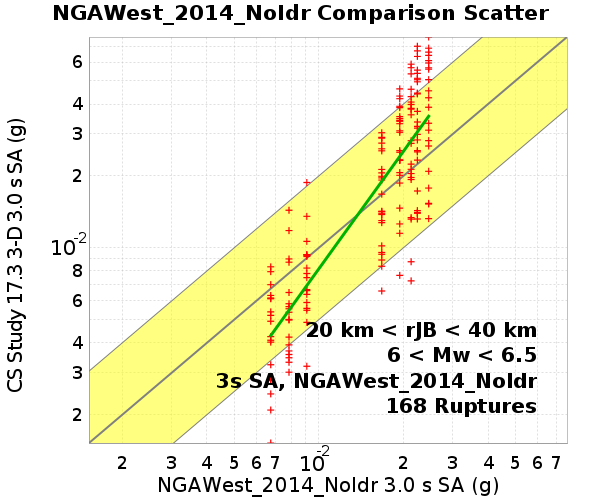 NGAWest_2014_NoIdr Comparison Scatter
CS Study 17.3 3-D 3.0 s SA (g)
6
4
3
2
10-2
8
6
4
3
2
20 km < rJB < 40 km
6 < Mw < 6.5
3s SA, NGAWest_2014_NoIdr
168 Ruptures
2 3 4 5 6 7 10-2 2 3 4 5 6 7
NGAWest_2014_NoIdr 3.0 s SA (g)